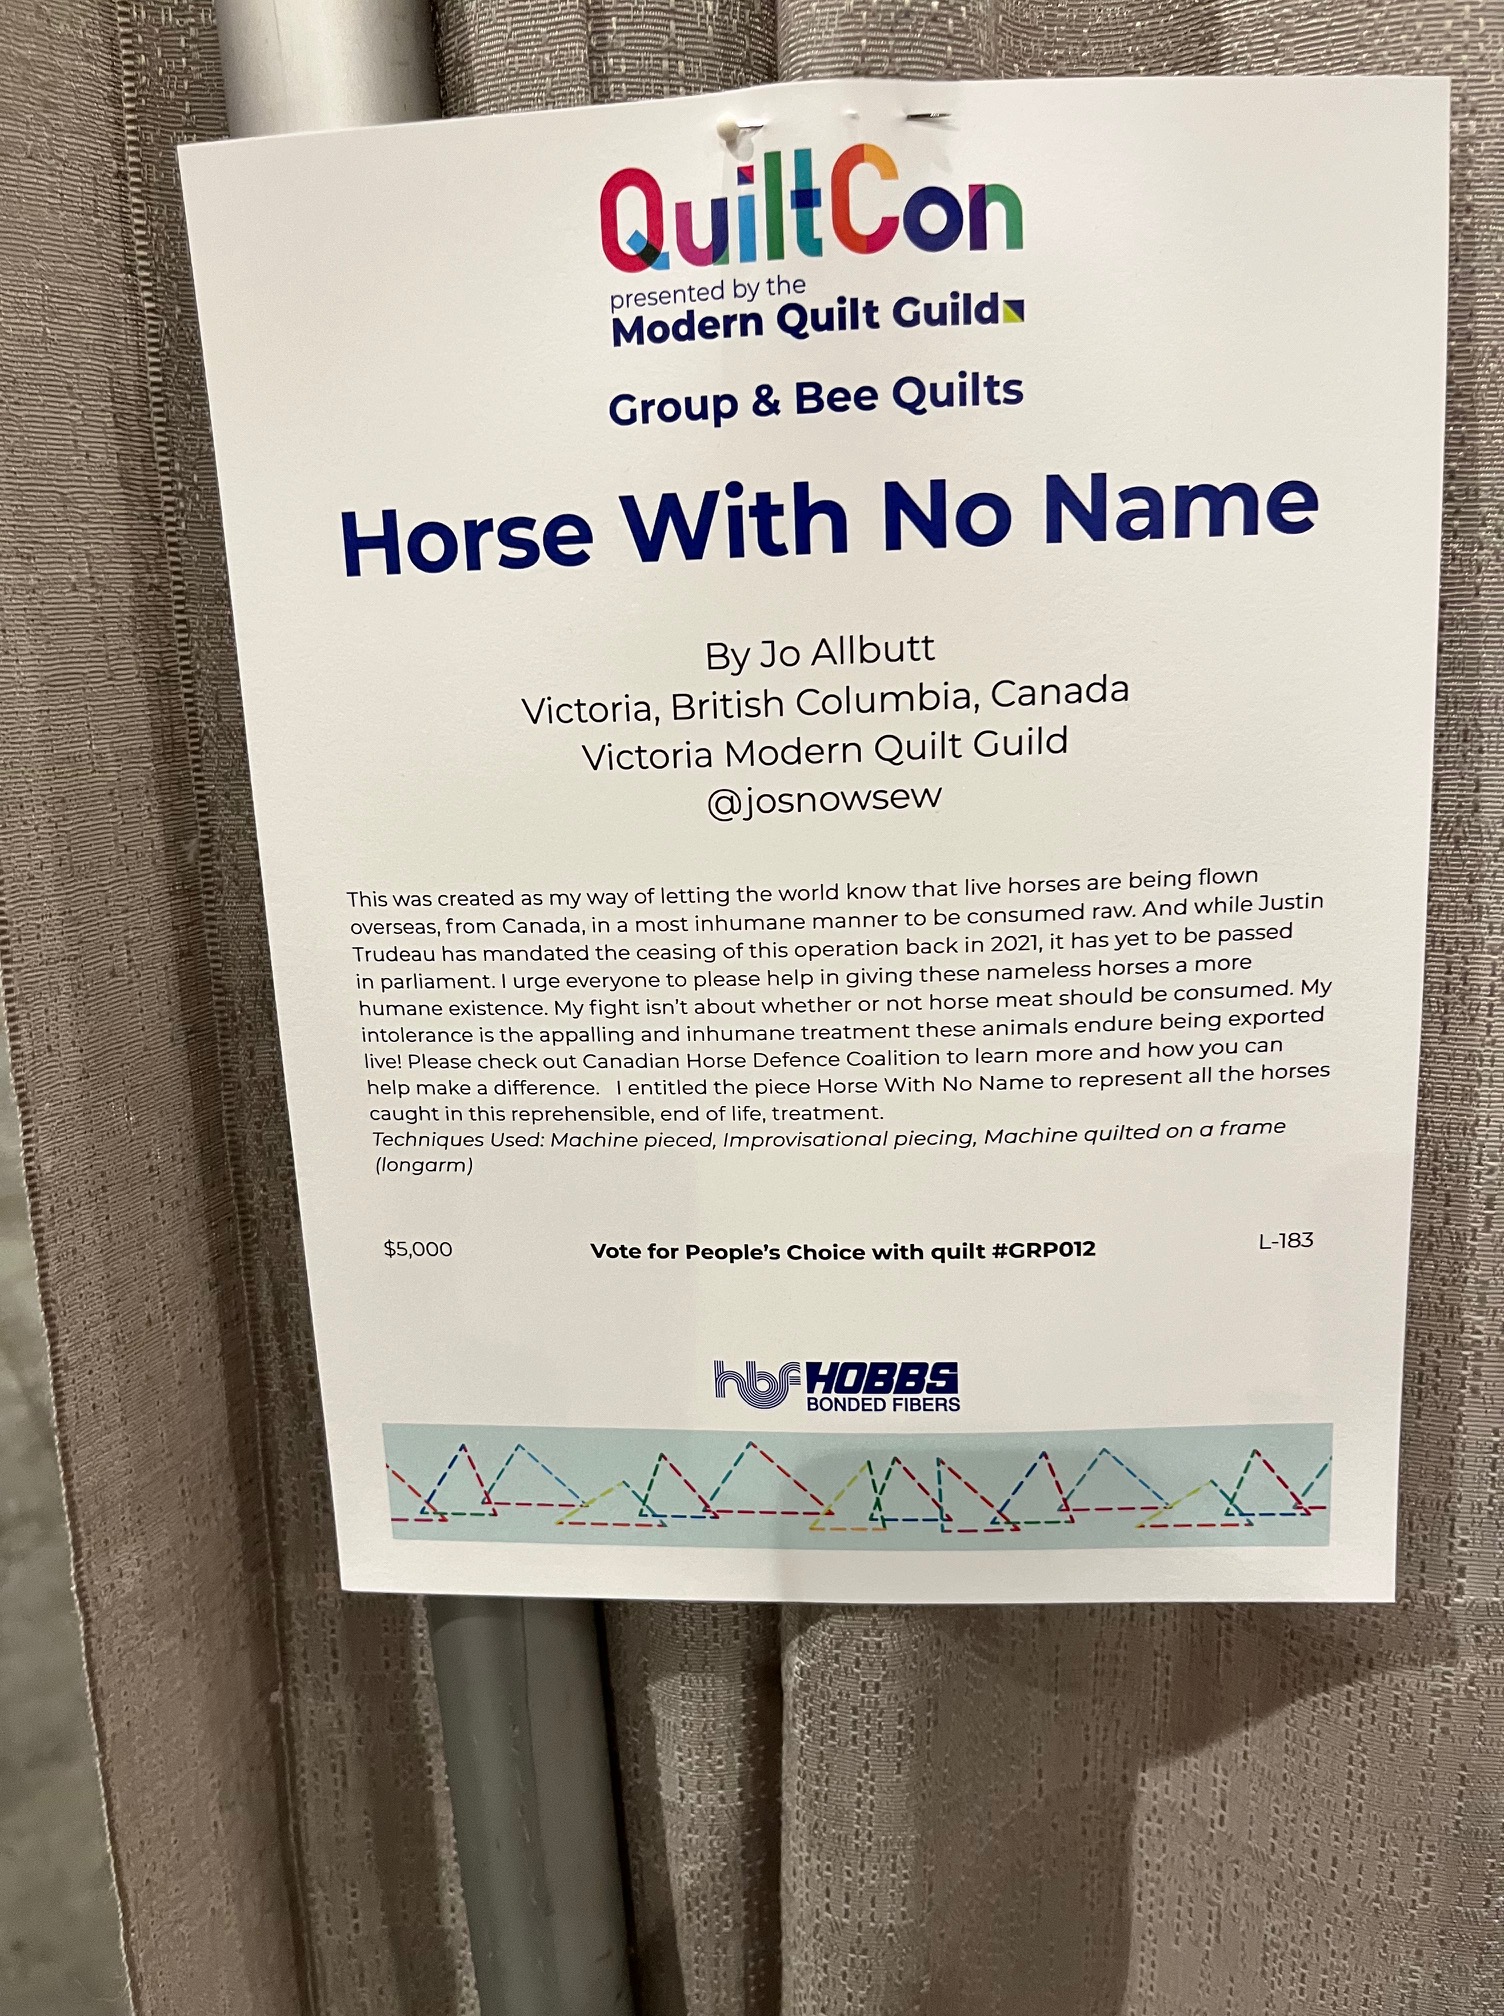 QuiltCon
presented by the
Modern Quilt Guild
Group & Bee Quilts
Horse With No Name
By Jo Allbutt
Victoria, British Columbia, Canada
Victoria Modern Quilt Guild
@josnowsew
This was created as my way of letting the world know that live horses are being flown
overseas, from Canada, in a most inhumane manner to be consumed raw. And while Justin
Trudeau has mandated the ceasing of this operation back in 2021, it has yet to be passed
in parliament. I urge everyone to please help in giving these nameless horses a more
humane existence. My fight isn't about whether or not horse meat should be consumed. My
intolerance is the appalling and inhumane treatment these animals endure being exported
live! Please check out Canadian Horse Defence Coalition to learn more and how you can
help make a difference.   I entitled the piece Horse With No Name to represent all the horses
caught in this reprehensible, end of life, treatment.
Techniques Used: Machine pieced, Improvisational piecing, Machine quilted on a frame
(longarm)
$5,000 Vote for People's Choice with quilt #GRP012 L-183
hbf HOBBS
BONDED FIBERS